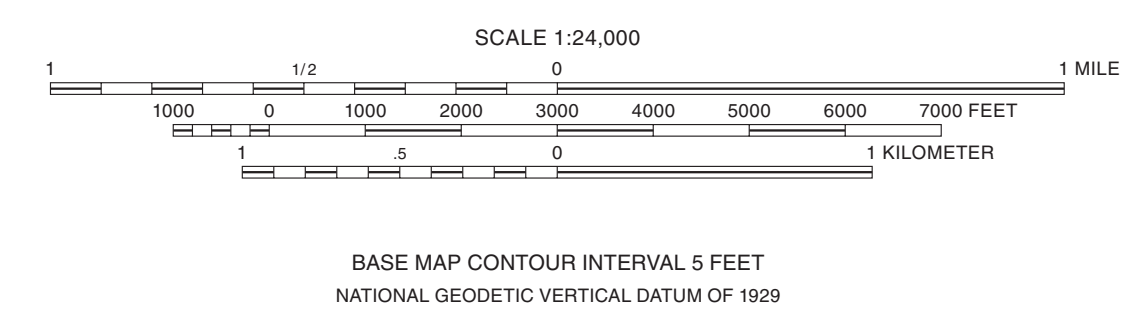 SCALE 1:24,000
1 1/2 0 1 MILE
1000 0 1000 2000 3000 4000 5000 6000 7000 FEET
1 .5 0 1 KILOMETER
BASE MAP CONTOUR INTERVAL 5 FEET
NATIONAL GEODETIC VERTICAL DATUM OF 1929